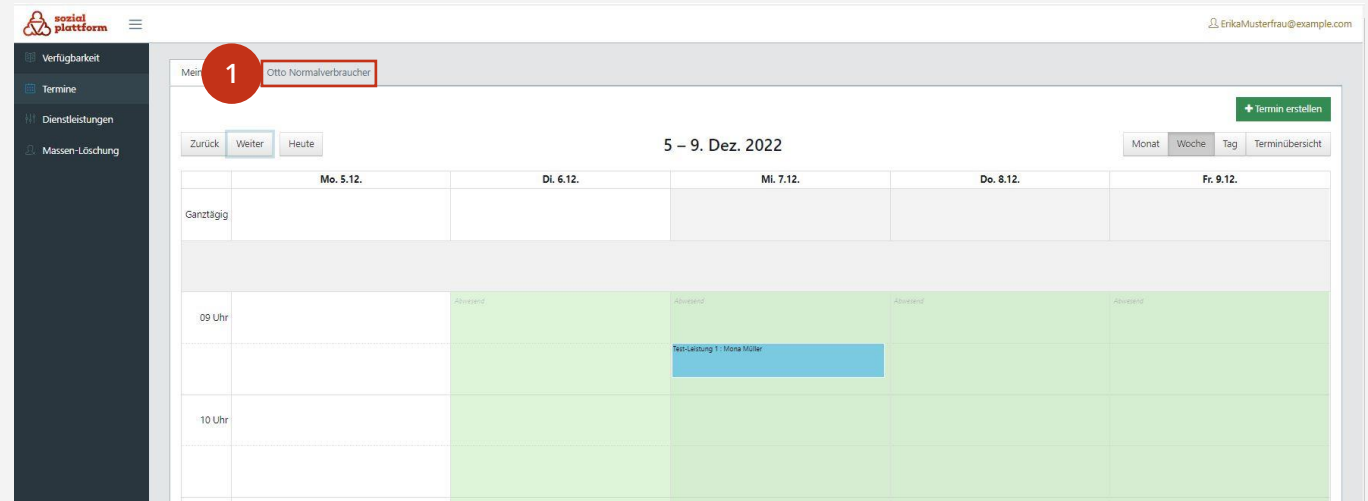 sozial
plattform
ErikaMusterfrau@example.com
Verfügbarkeit
Termine
Dienstleistungen
Massen-Löschung
Mein
1
Otto Normalverbraucher
+ Termin erstellen
Zurück Weiter Heute
5 – 9. Dez. 2022
Monat Woche Tag Terminübersicht
Mo. 5.12. Di. 6.12. Mi. 7.12. Do. 8.12. Fr. 9.12.
Ganztägig
Abwesend Abwesend Abwesend Abwesend
09 Uhr
Test-Leistung 1 : Mona Müller
10 Uhr